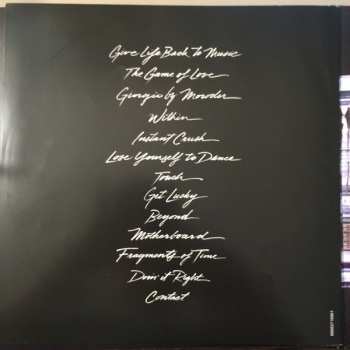 Give Life Back to Music
The Game of Love
Georgio by Moroder
Within
Instant Crush
Lose Yourself to Dance
Touch
Get Lucky
Beyond
Motherboard
Fragments of Time
Doin' it Right
Contact